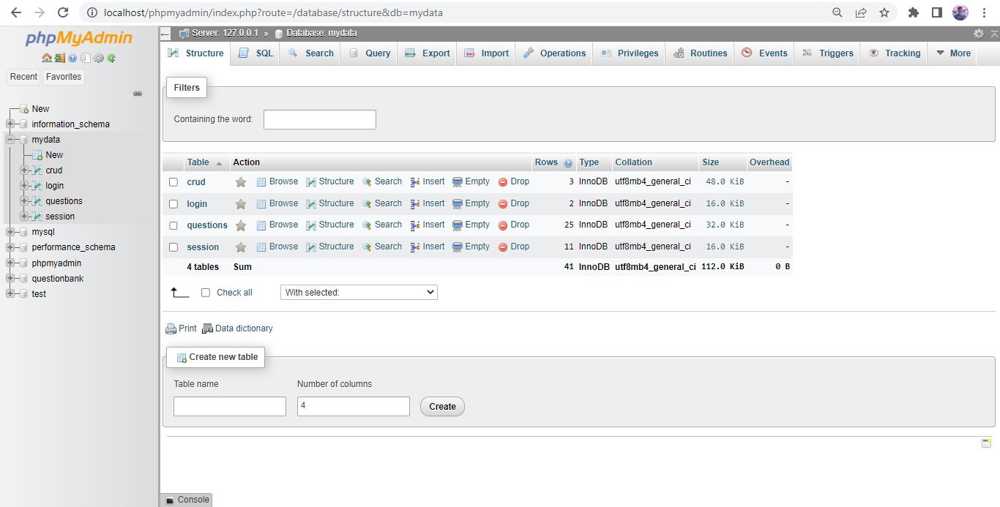 localhost/phpmyadmin/index.php?route=/database/structure&db=mydata
phpMyAdmin
Recent Favorites
New
information_schema
mydata
New
crud
login
questions
session
mysql
performance_schema
phpmyadmin
questionbank
test
Server: 127.0.0.1 » Database: mydata
Structure SQL Search Query Export Import Operations Privileges Routines Events Triggers Tracking More
Filters
Containing the word:
Table Action Rows Type Collation Size Overhead
crud Browse Structure Search Insert Empty Drop 3 InnoDB utf8mb4_general_ci 48.0 KiB -
login Browse Structure Search Insert Empty Drop 2 InnoDB utf8mb4_general_ci 16.0 KiB -
questions Browse Structure Search Insert Empty Drop 25 InnoDB utf8mb4_general_ci 32.0 KiB -
session Browse Structure Search Insert Empty Drop 11 InnoDB utf8mb4_general_ci 16.0 KiB -
4 tables Sum 41 InnoDB utf8mb4_general_ci 112.0 KiB 0 B
Check all With selected:
Print Data dictionary
Create new table
Table name Number of columns
4 Create
Console